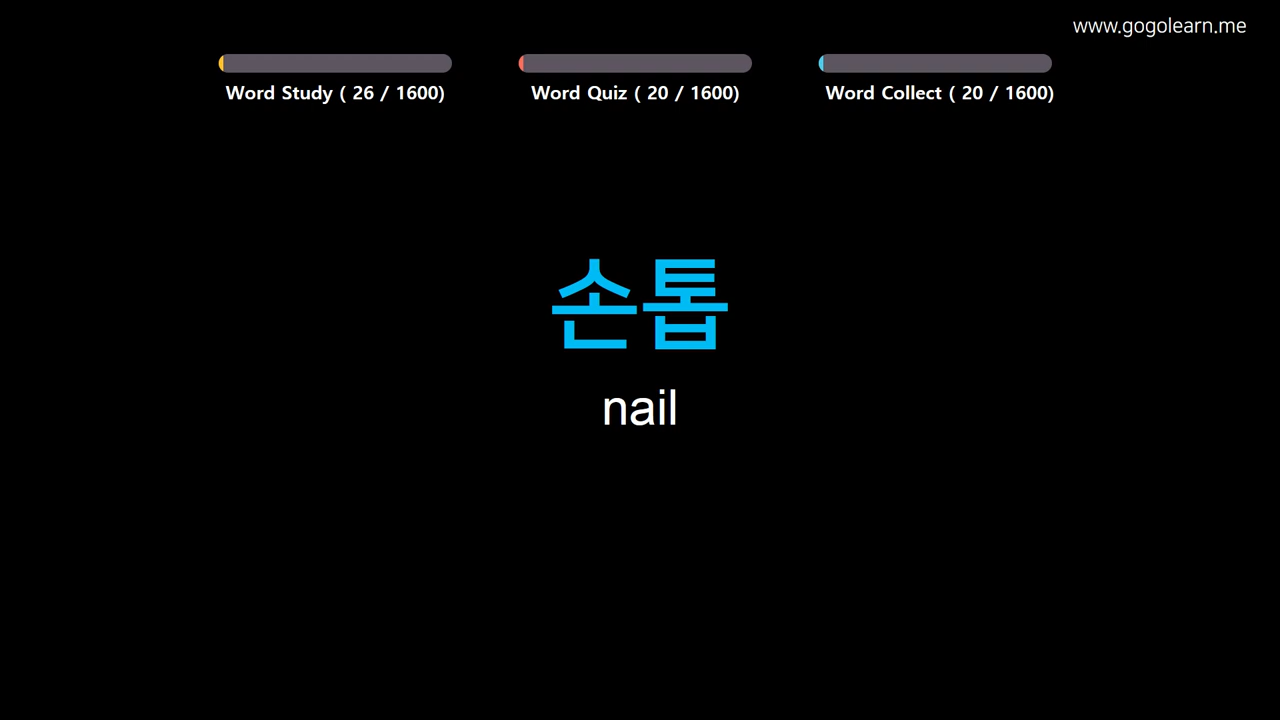 www.gogolearn.me
Word Study ( 26 / 1600)
Word Quiz ( 20 / 1600)
Word Collect ( 20 / 1600)
손톱
nail